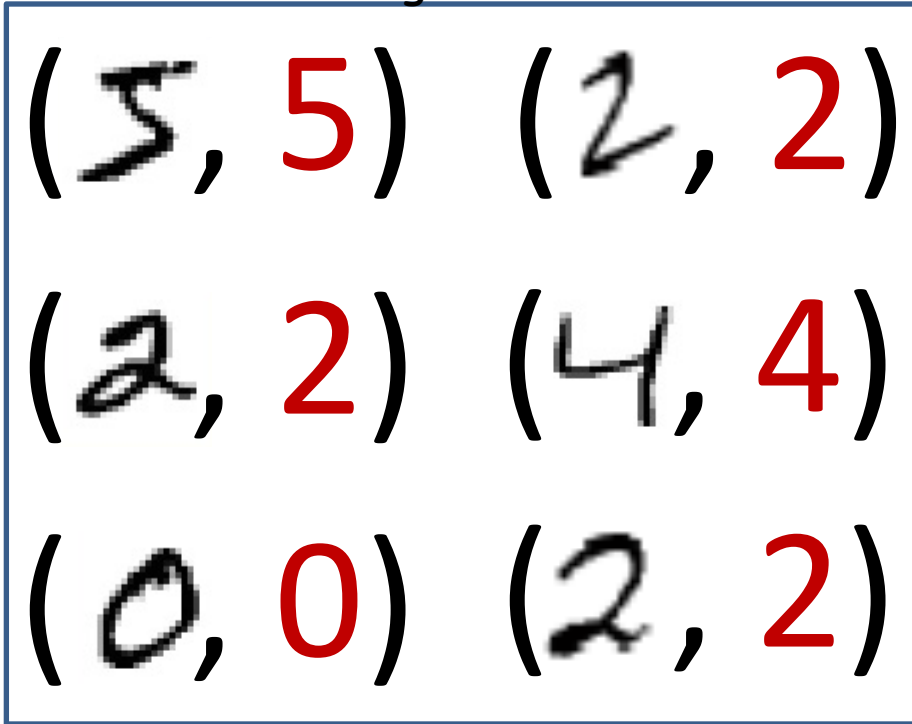 (5, 5) (2, 2)
(2, 2) (4, 4)
(0, 0) (2, 2)